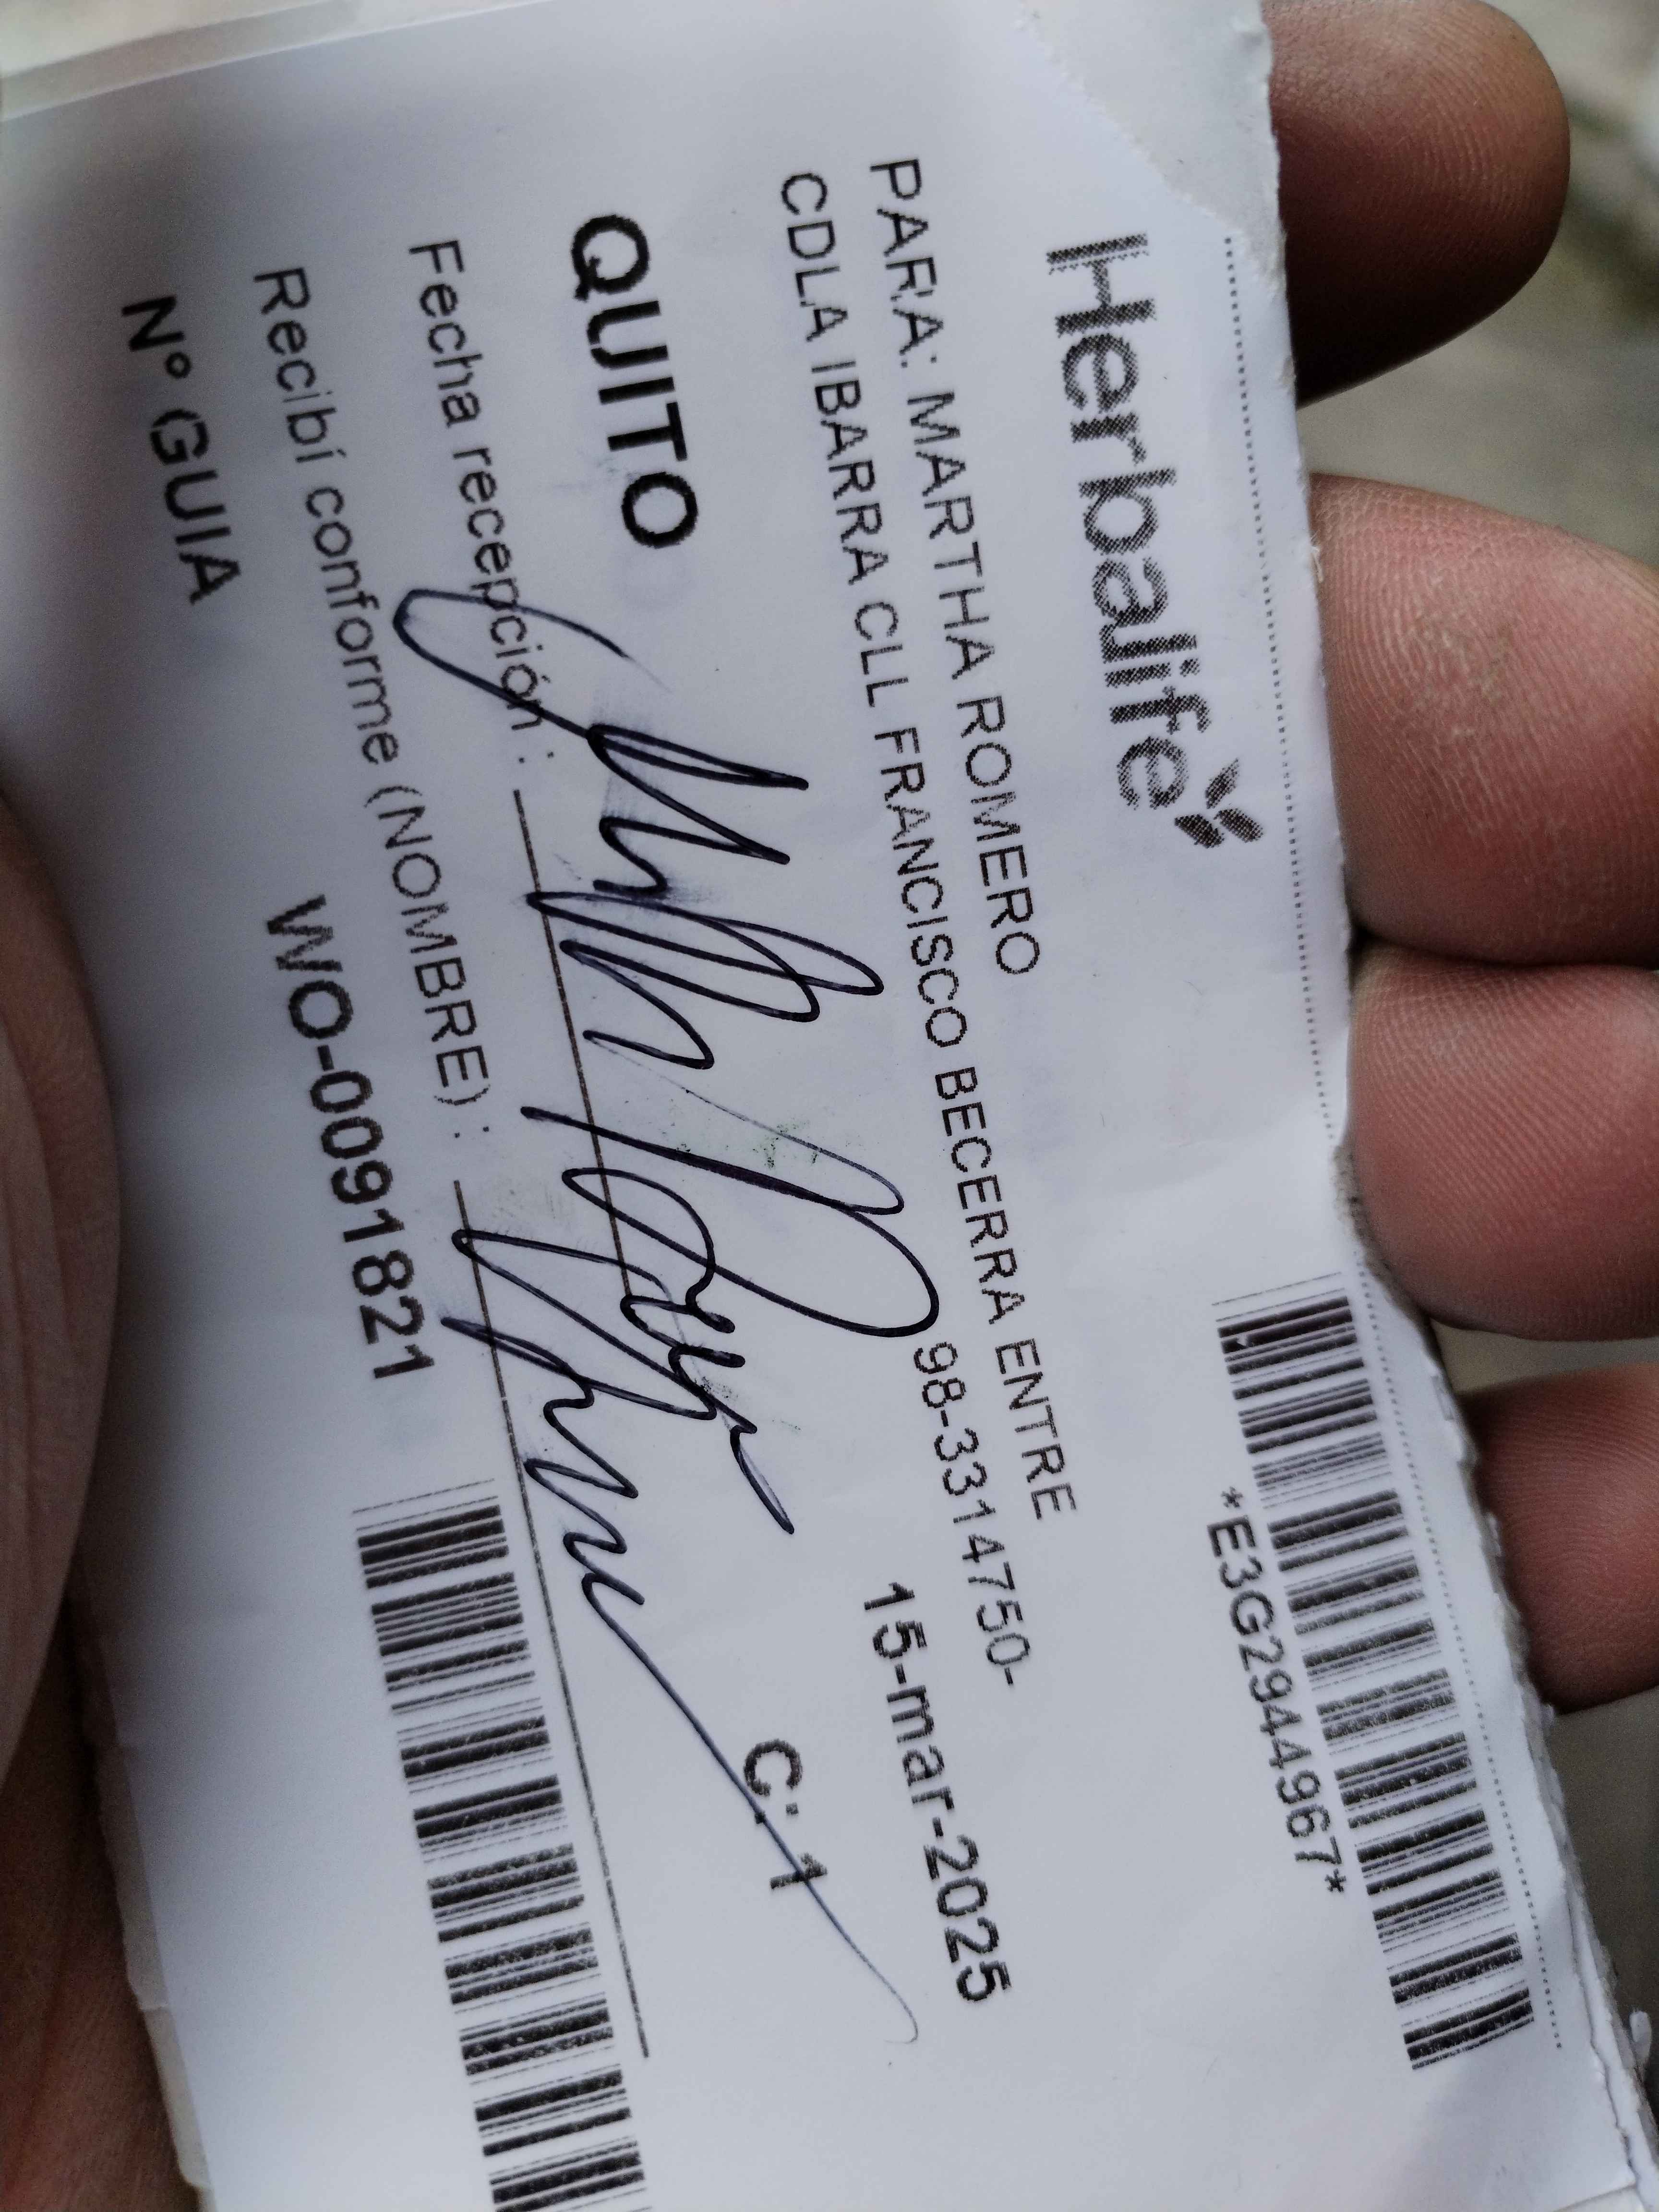 Herbalife
*E3G2944967*
PARA: MARTHA ROMERO
CDLA IBARRA CLL FRANCISCO BECERRA ENTRE
98-3314750-
QUITO
15-mar-2025
C: 1
Fecha recepción :
Recibí conforme (NOMBRE) :
N° GUIA WO-0091821